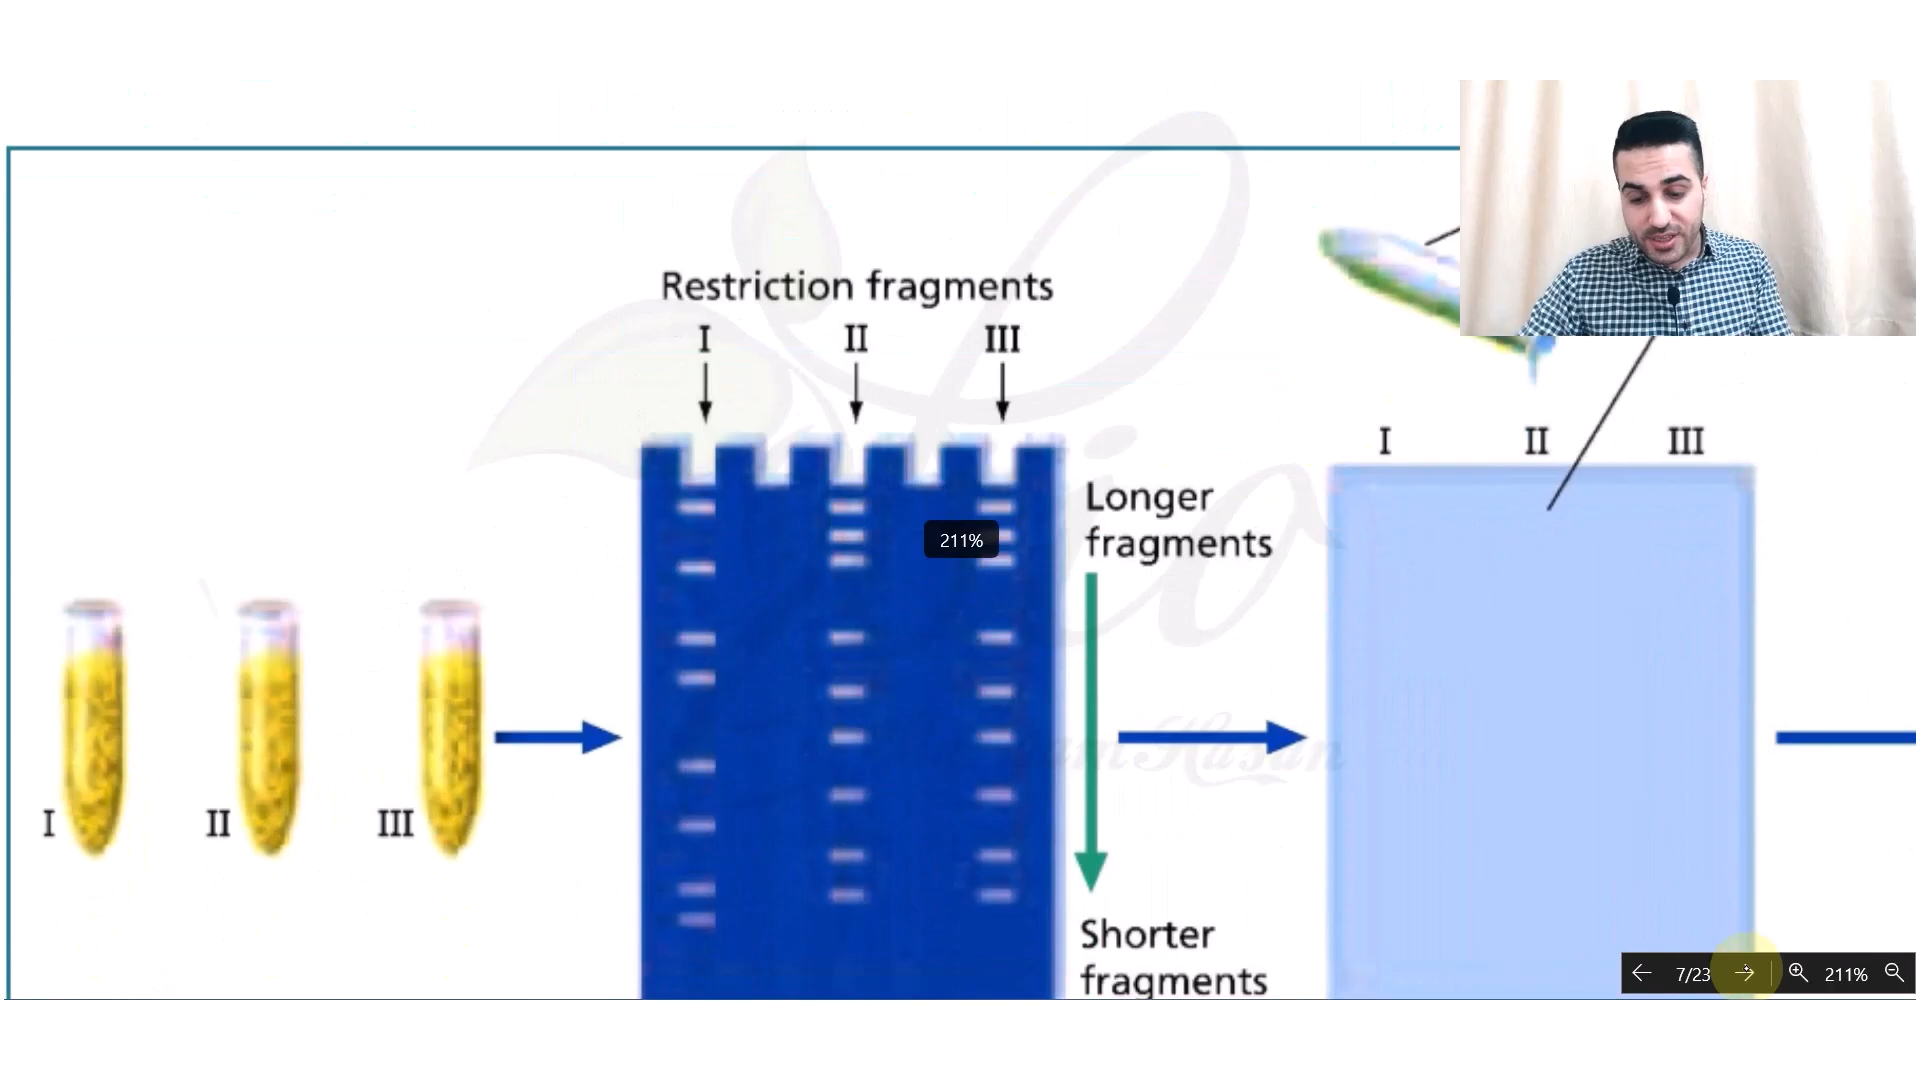 Restriction fragments
I II III
I II III
Longer
fragments
211%
I II III
Shorter
fragments
7/23 211%